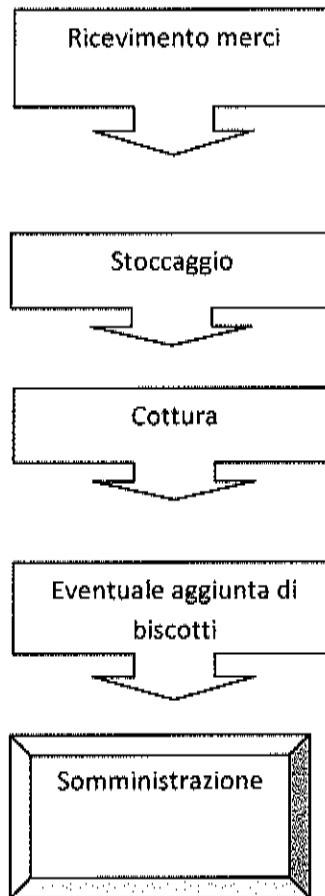 Ricevimento merci
Stoccaggio
Cottura
Eventuale aggiunta di
biscotti
Somministrazione